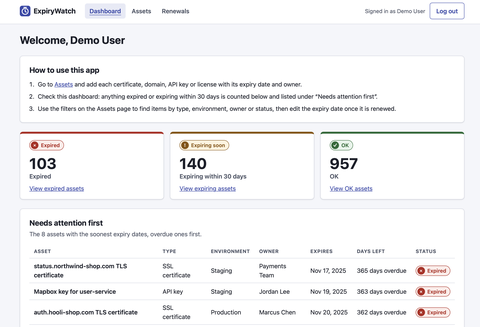 ExpiryWatch Dashboard Assets Renewals Signed in as Demo User Log out
Welcome, Demo User
How to use this app
1. Go to Assets and add each certificate, domain, API key or license with its expiry date and owner.
2. Check this dashboard: anything expired or expiring within 30 days is counted below and listed under "Needs attention first".
3. Use the filters on the Assets page to find items by type, environment, owner or status, then edit the expiry date once it is renewed.
Expired
103
Expired
View expired assets
Expiring soon
140
Expiring within 30 days
View expiring assets
OK
957
OK
View OK assets
Needs attention first
The 8 assets with the soonest expiry dates, overdue ones first.
ASSET TYPE ENVIRONMENT OWNER EXPIRES DAYS LEFT STATUS
status.northwind-shop.com TLS certificate SSL certificate Staging Payments Team Nov 17, 2025 365 days overdue Expired
Mapbox key for user-service API key Staging Jordan Lee Nov 19, 2025 363 days overdue Expired
auth.hooli-shop.com TLS certificate SSL certificate Production Marcus Chen Nov 20, 2025 362 days overdue Expired